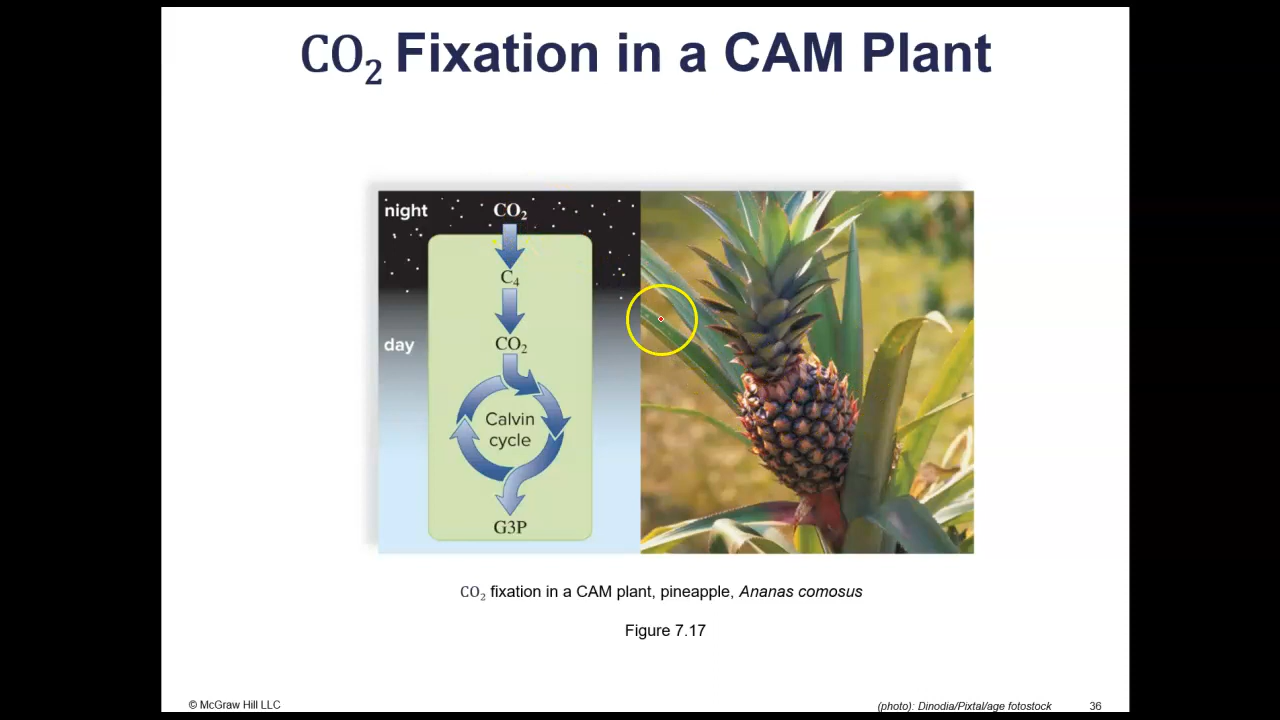 CO₂ Fixation in a CAM Plant
night
CO₂
C₄
day
CO₂
Calvin
cycle
G3P
CO₂ fixation in a CAM plant, pineapple, Ananas comosus
Figure 7.17
© McGraw Hill LLC
(photo): Dinodia/Pixtal/age fotostock
36